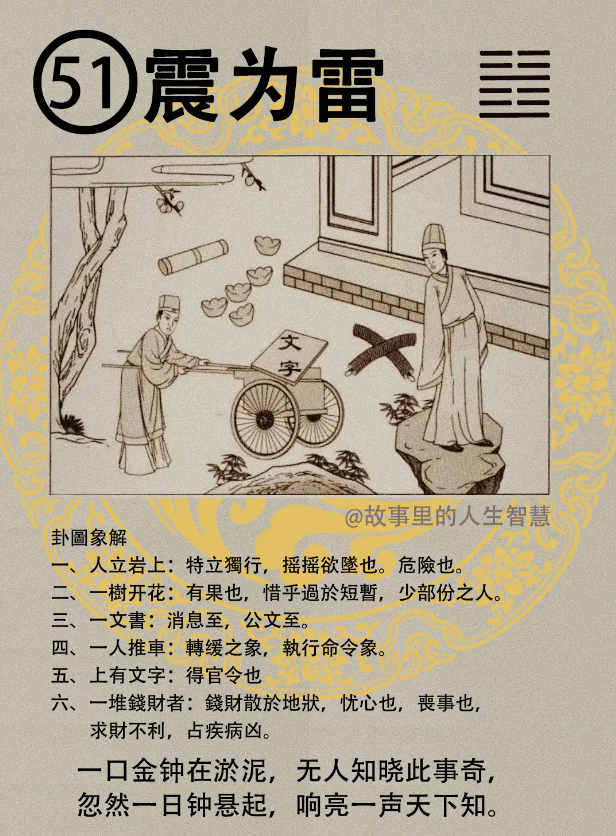 51 震为雷
文
字
@故事里的人生智慧
卦圖象解
一、人立岩上：特立獨行，摇摇欲墜也。危險也。
二、一樹开花：有果也，惜乎過於短暫，少部份之人。
三、一文書：消息至，公文至。
四、一人推車：轉缓之象，執行命令象。
五、上有文字：得官令也
六、一堆錢財者：錢財散於地狀，忧心也，喪事也，
求財不利，占疾病凶。
一口金钟在淤泥，无人知晓此事奇，
忽然一日钟悬起，响亮一声天下知。